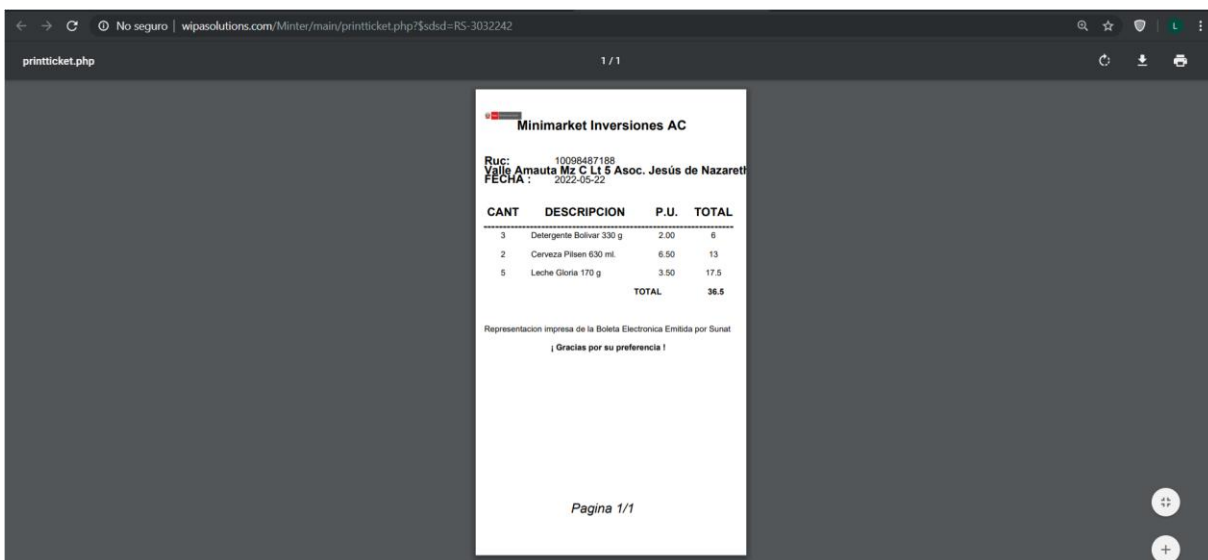 No seguro | wipasolutions.com/Minter/main/printticket.php?$sdsd=RS-3032242
L
printticket.php
1 / 1
Minimarket Inversiones AC
Ruc: 10098487188
Valle Amauta Mz C Lt 5 Asoc. Jesús de Nazareth
FECHA : 2022-05-22
CANT DESCRIPCION P.U. TOTAL
3 Detergente Bolivar 330 g 2.00 6
2 Cerveza Pilsen 630 ml. 6.50 13
5 Leche Gloria 170 g 3.50 17.5
TOTAL 36.5
Representacion impresa de la Boleta Electronica Emitida por Sunat
¡ Gracias por su preferencia !
Pagina 1/1